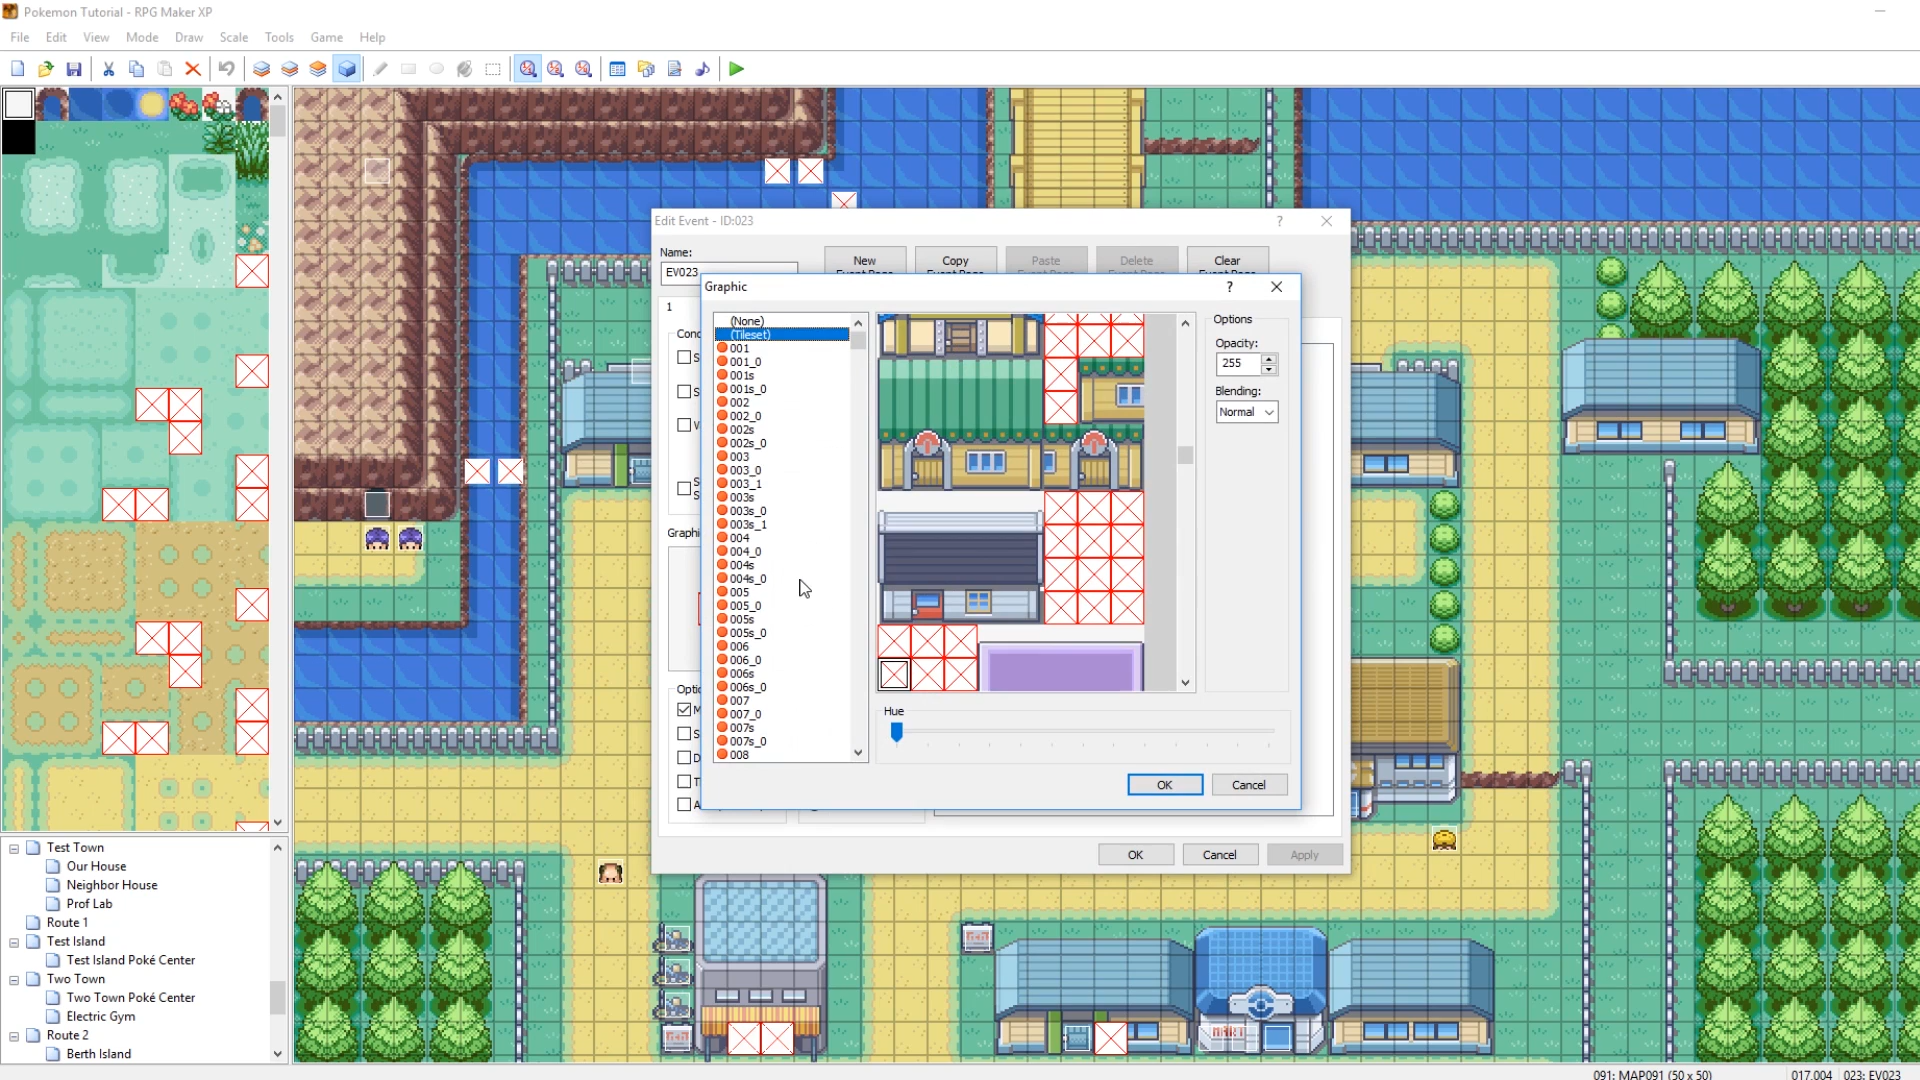 Pokemon Tutorial - RPG Maker XP
File Edit View Mode Draw Scale Tools Game Help
Edit Event - ID:023
Name:
EV023
New
Copy
Paste
Delete
Clear
1
Graphic
(None)
(Tileset)
001
001_0
001s
001s_0
002
002_0
002s
002s_0
003
003_0
003_1
003s
003s_0
003s_1
004
004_0
004s
004s_0
005
005_0
005s
005s_0
006
006_0
006s
006s_0
007
007_0
007s
007s_0
008
Options
Opacity:
255
Blending:
Normal
Hue
OK Cancel
OK Cancel Apply
Test Town
Our House
Neighbor House
Prof Lab
Route 1
Test Island
Test Island Poké Center
Two Town
Two Town Poké Center
Electric Gym
Route 2
Berth Island
MART
091: MAP091 (50 x 50) 017.004 023: EV023